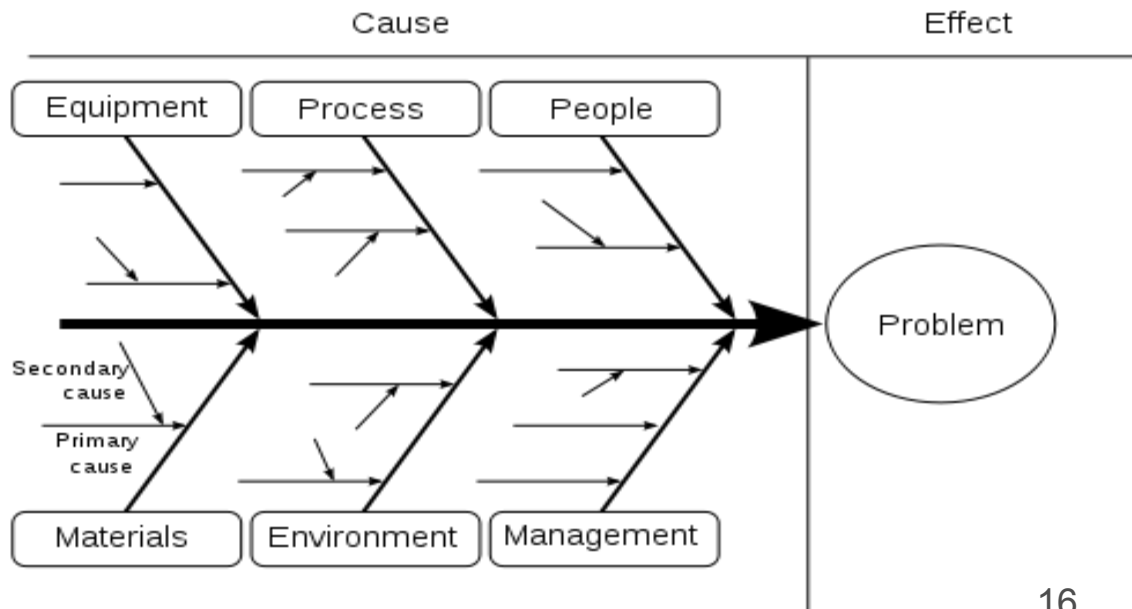 Cause
Effect
Equipment
Process
People
Problem
Secondary
cause
Primary
cause
Materials
Environment
Management
16